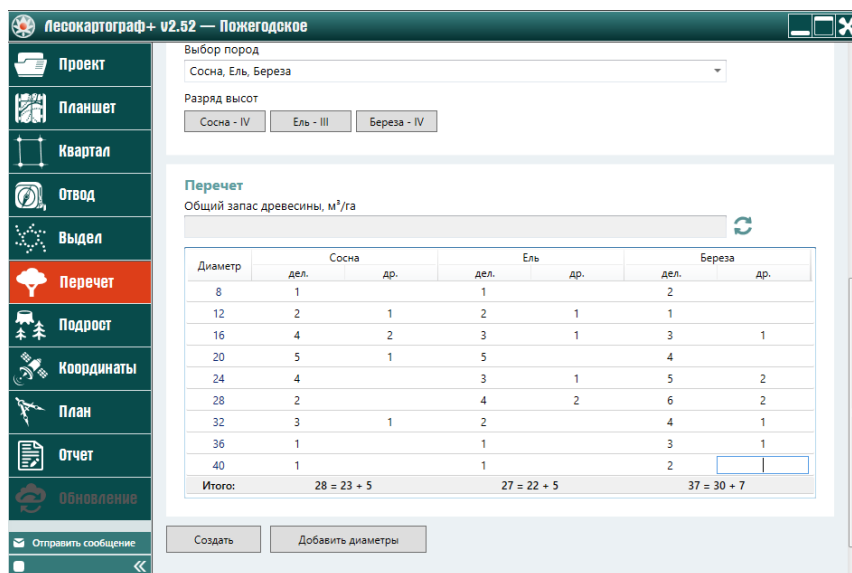 Лесокартограф+ v2.52 — Пожегодское
Проект
Планшет
Квартал
Отвод
Выдел
Перечет
Подрост
Координаты
План
Отчет
Обновление
Отправить сообщение
Выбор пород
Сосна, Ель, Береза
Разряд высот
Сосна - IV Ель - III Береза - IV
Перечет
Общий запас древесины, м³/га
Диаметр Сосна Ель Береза
дел. др. дел. др. дел. др.
8 1 1 2
12 2 1 2 1 1
16 4 2 3 1 3 1
20 5 1 5 4
24 4 3 1 5 2
28 2 4 2 6 2
32 3 1 2 4 1
36 1 1 3 1
40 1 1 2
Итого: 28 = 23 + 5 27 = 22 + 5 37 = 30 + 7
Создать Добавить диаметры